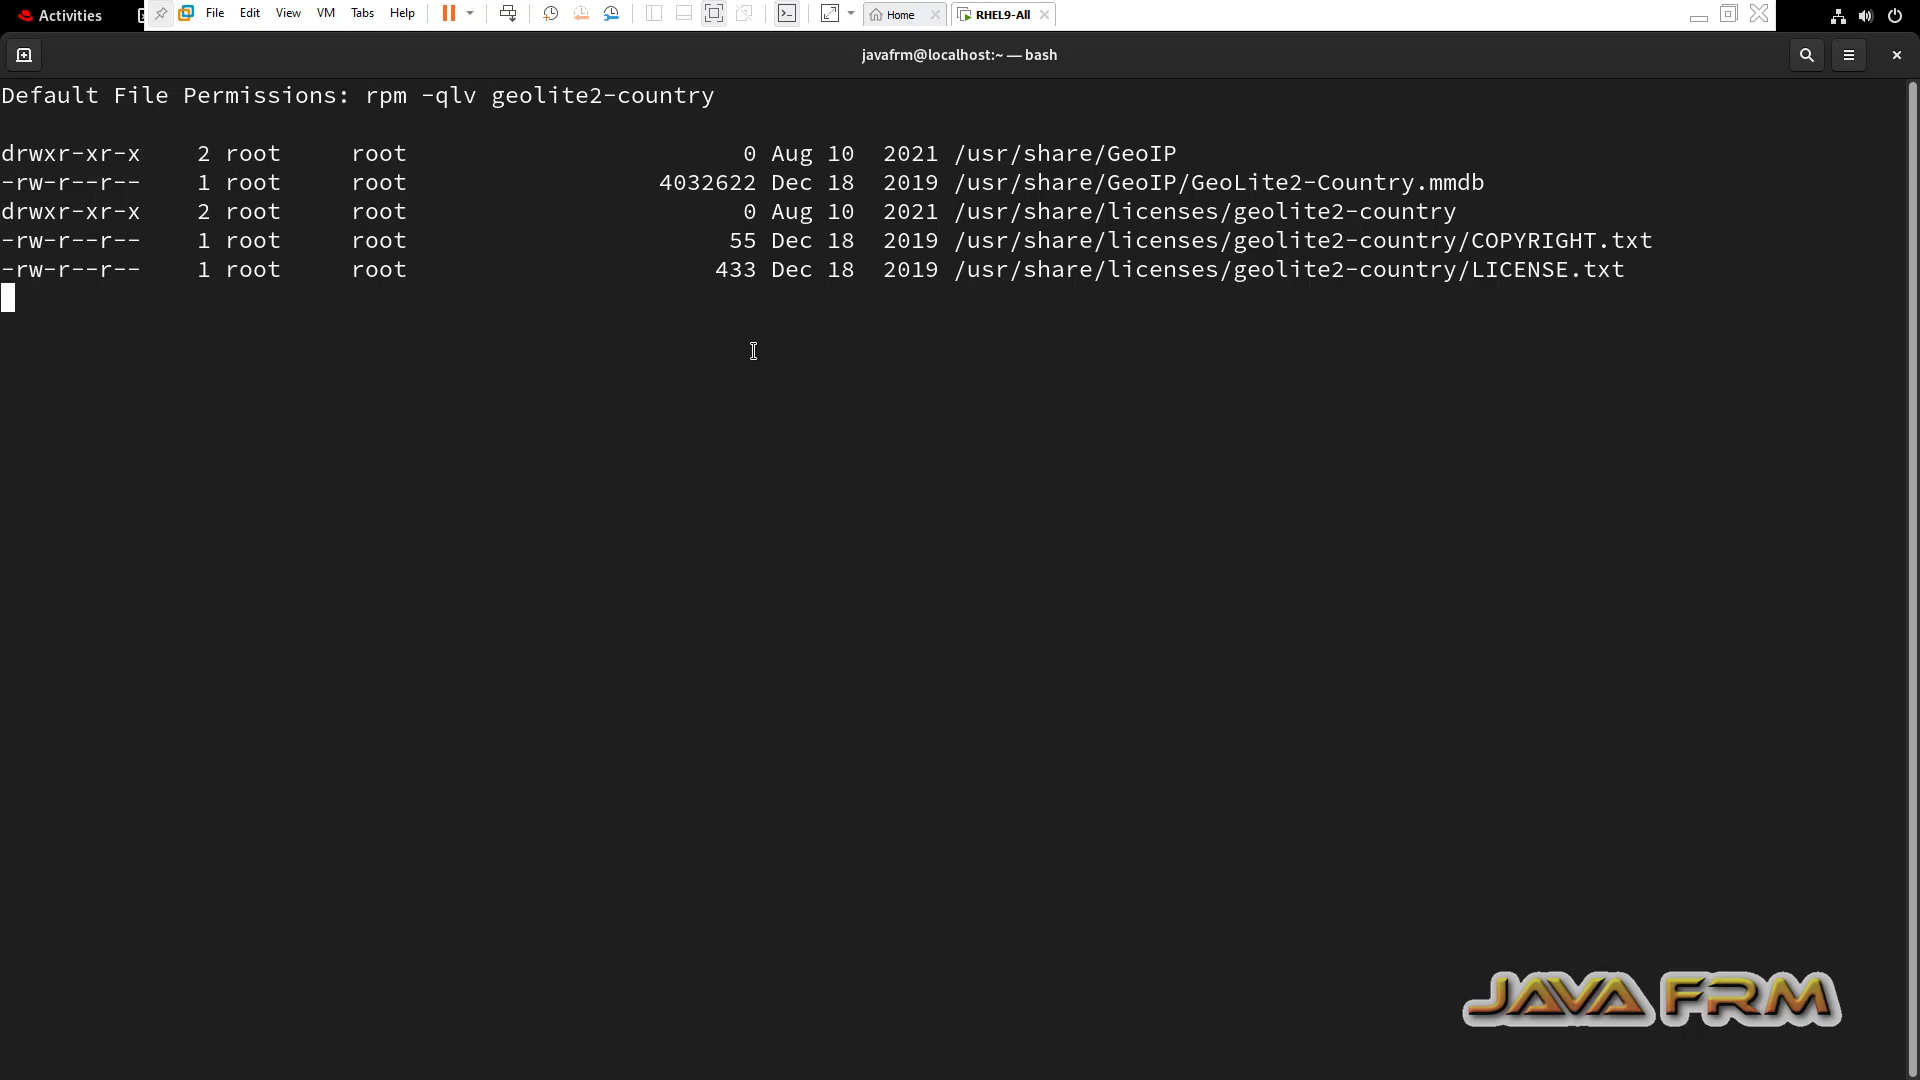 Activities File Edit View VM Tabs Help Home RHEL9-All
javafrm@localhost:~ — bash
Default File Permissions: rpm -qlv geolite2-country
drwxr-xr-x 2 root root 0 Aug 10 2021 /usr/share/GeoIP
-rw-r--r-- 1 root root 4032622 Dec 18 2019 /usr/share/GeoIP/GeoLite2-Country.mmdb
drwxr-xr-x 2 root root 0 Aug 10 2021 /usr/share/licenses/geolite2-country
-rw-r--r-- 1 root root 55 Dec 18 2019 /usr/share/licenses/geolite2-country/COPYRIGHT.txt
-rw-r--r-- 1 root root 433 Dec 18 2019 /usr/share/licenses/geolite2-country/LICENSE.txt
JAVA FRM